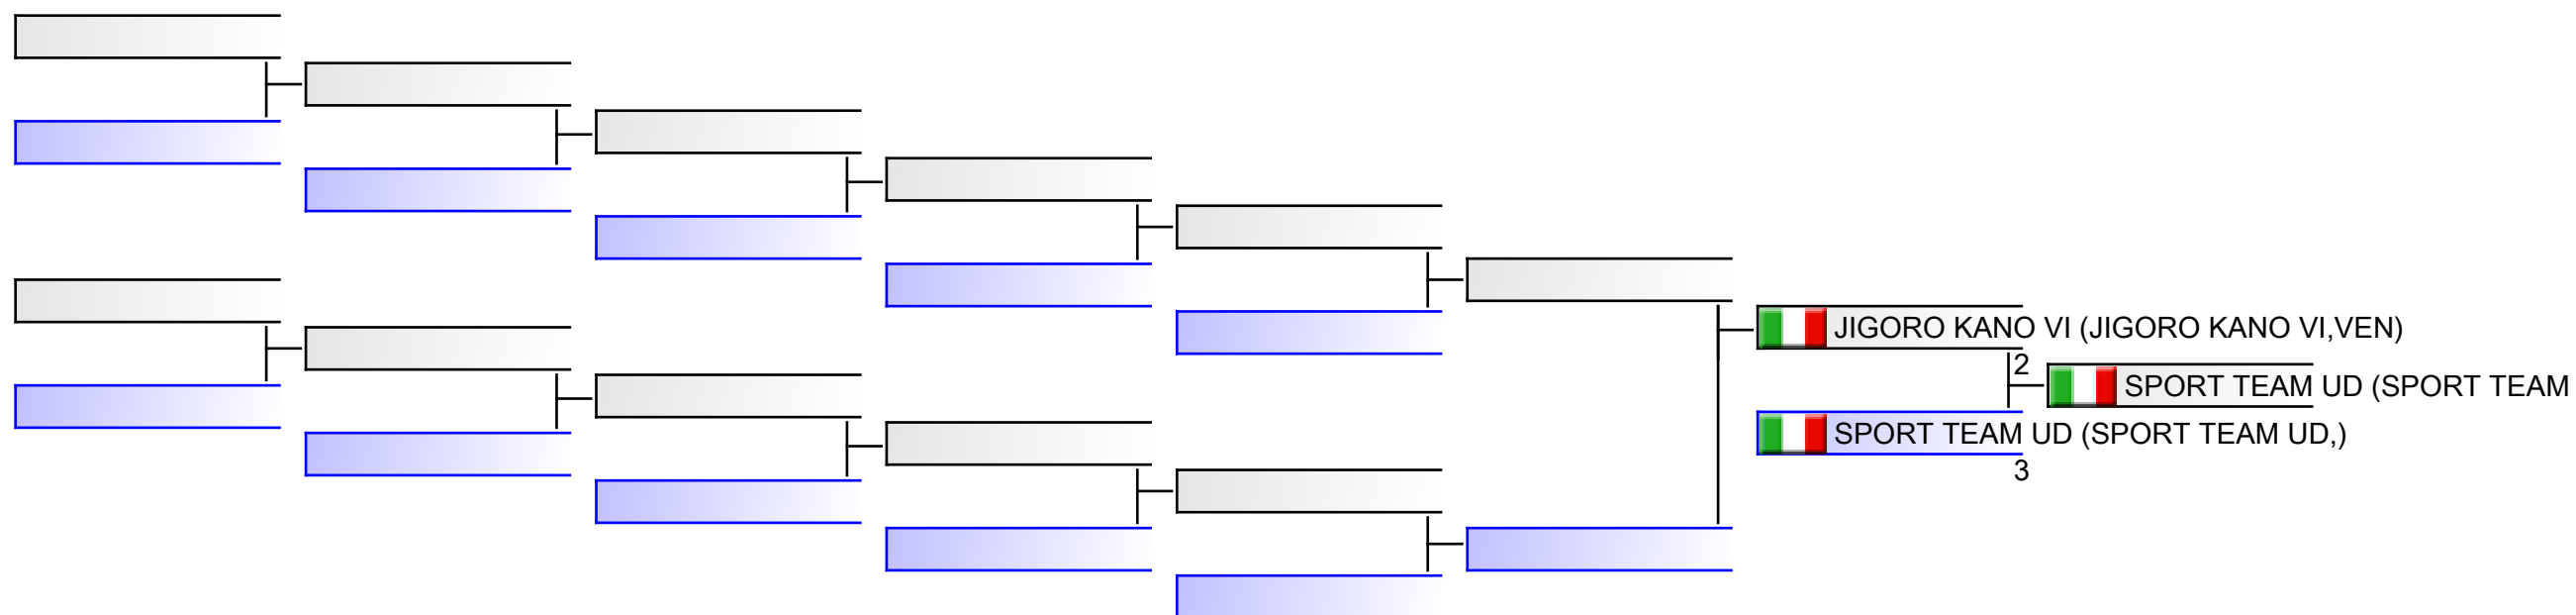 JIGORO KANO VI (JIGORO KANO VI,VEN)
2
SPORT TEAM UD (SPORT TEAM
SPORT TEAM UD (SPORT TEAM UD,)
3